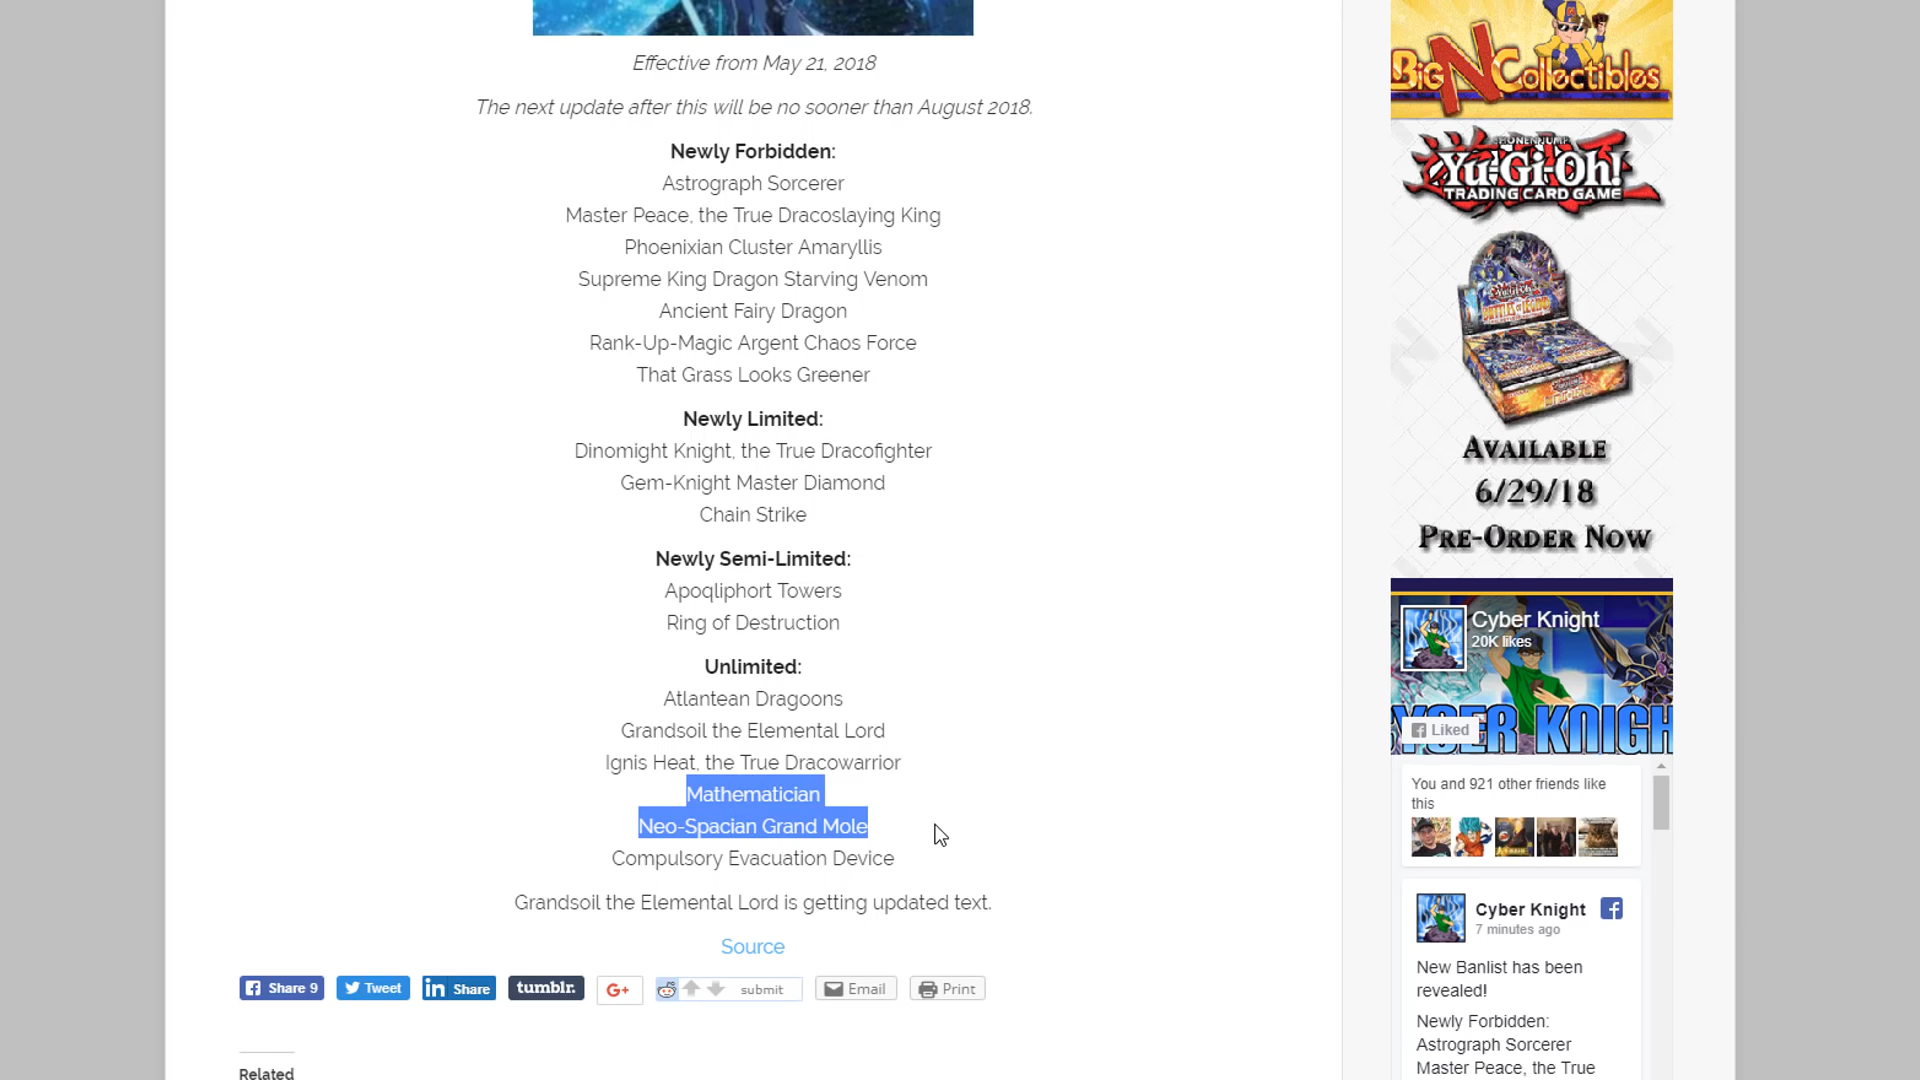 Effective from May 21, 2018
The next update after this will be no sooner than August 2018.
Newly Forbidden:
Astrograph Sorcerer
Master Peace, the True Dracoslaying King
Phoenixian Cluster Amaryllis
Supreme King Dragon Starving Venom
Ancient Fairy Dragon
Rank-Up-Magic Argent Chaos Force
That Grass Looks Greener
Newly Limited:
Dinomight Knight, the True Dracofighter
Gem-Knight Master Diamond
Chain Strike
Newly Semi-Limited:
Apoqliphort Towers
Ring of Destruction
Unlimited:
Atlantean Dragoons
Grandsoil the Elemental Lord
Ignis Heat, the True Dracowarrior
Mathematician
Neo-Spacian Grand Mole
Compulsory Evacuation Device
Grandsoil the Elemental Lord is getting updated text.
Source
Share 9
Tweet
in Share
tumblr.
G+
submit
Email
Print
Related
Big N Collectibles
SHONEN JUMP
Yu-Gi-Oh!
TRADING CARD GAME
AVAILABLE
6/29/18
PRE-ORDER NOW
Cyber Knight
20K likes
YBER KNIGH
Liked
You and 921 other friends like
this
Cyber Knight
7 minutes ago
New Banlist has been
revealed!
Newly Forbidden:
Astrograph Sorcerer
Master Peace, the True